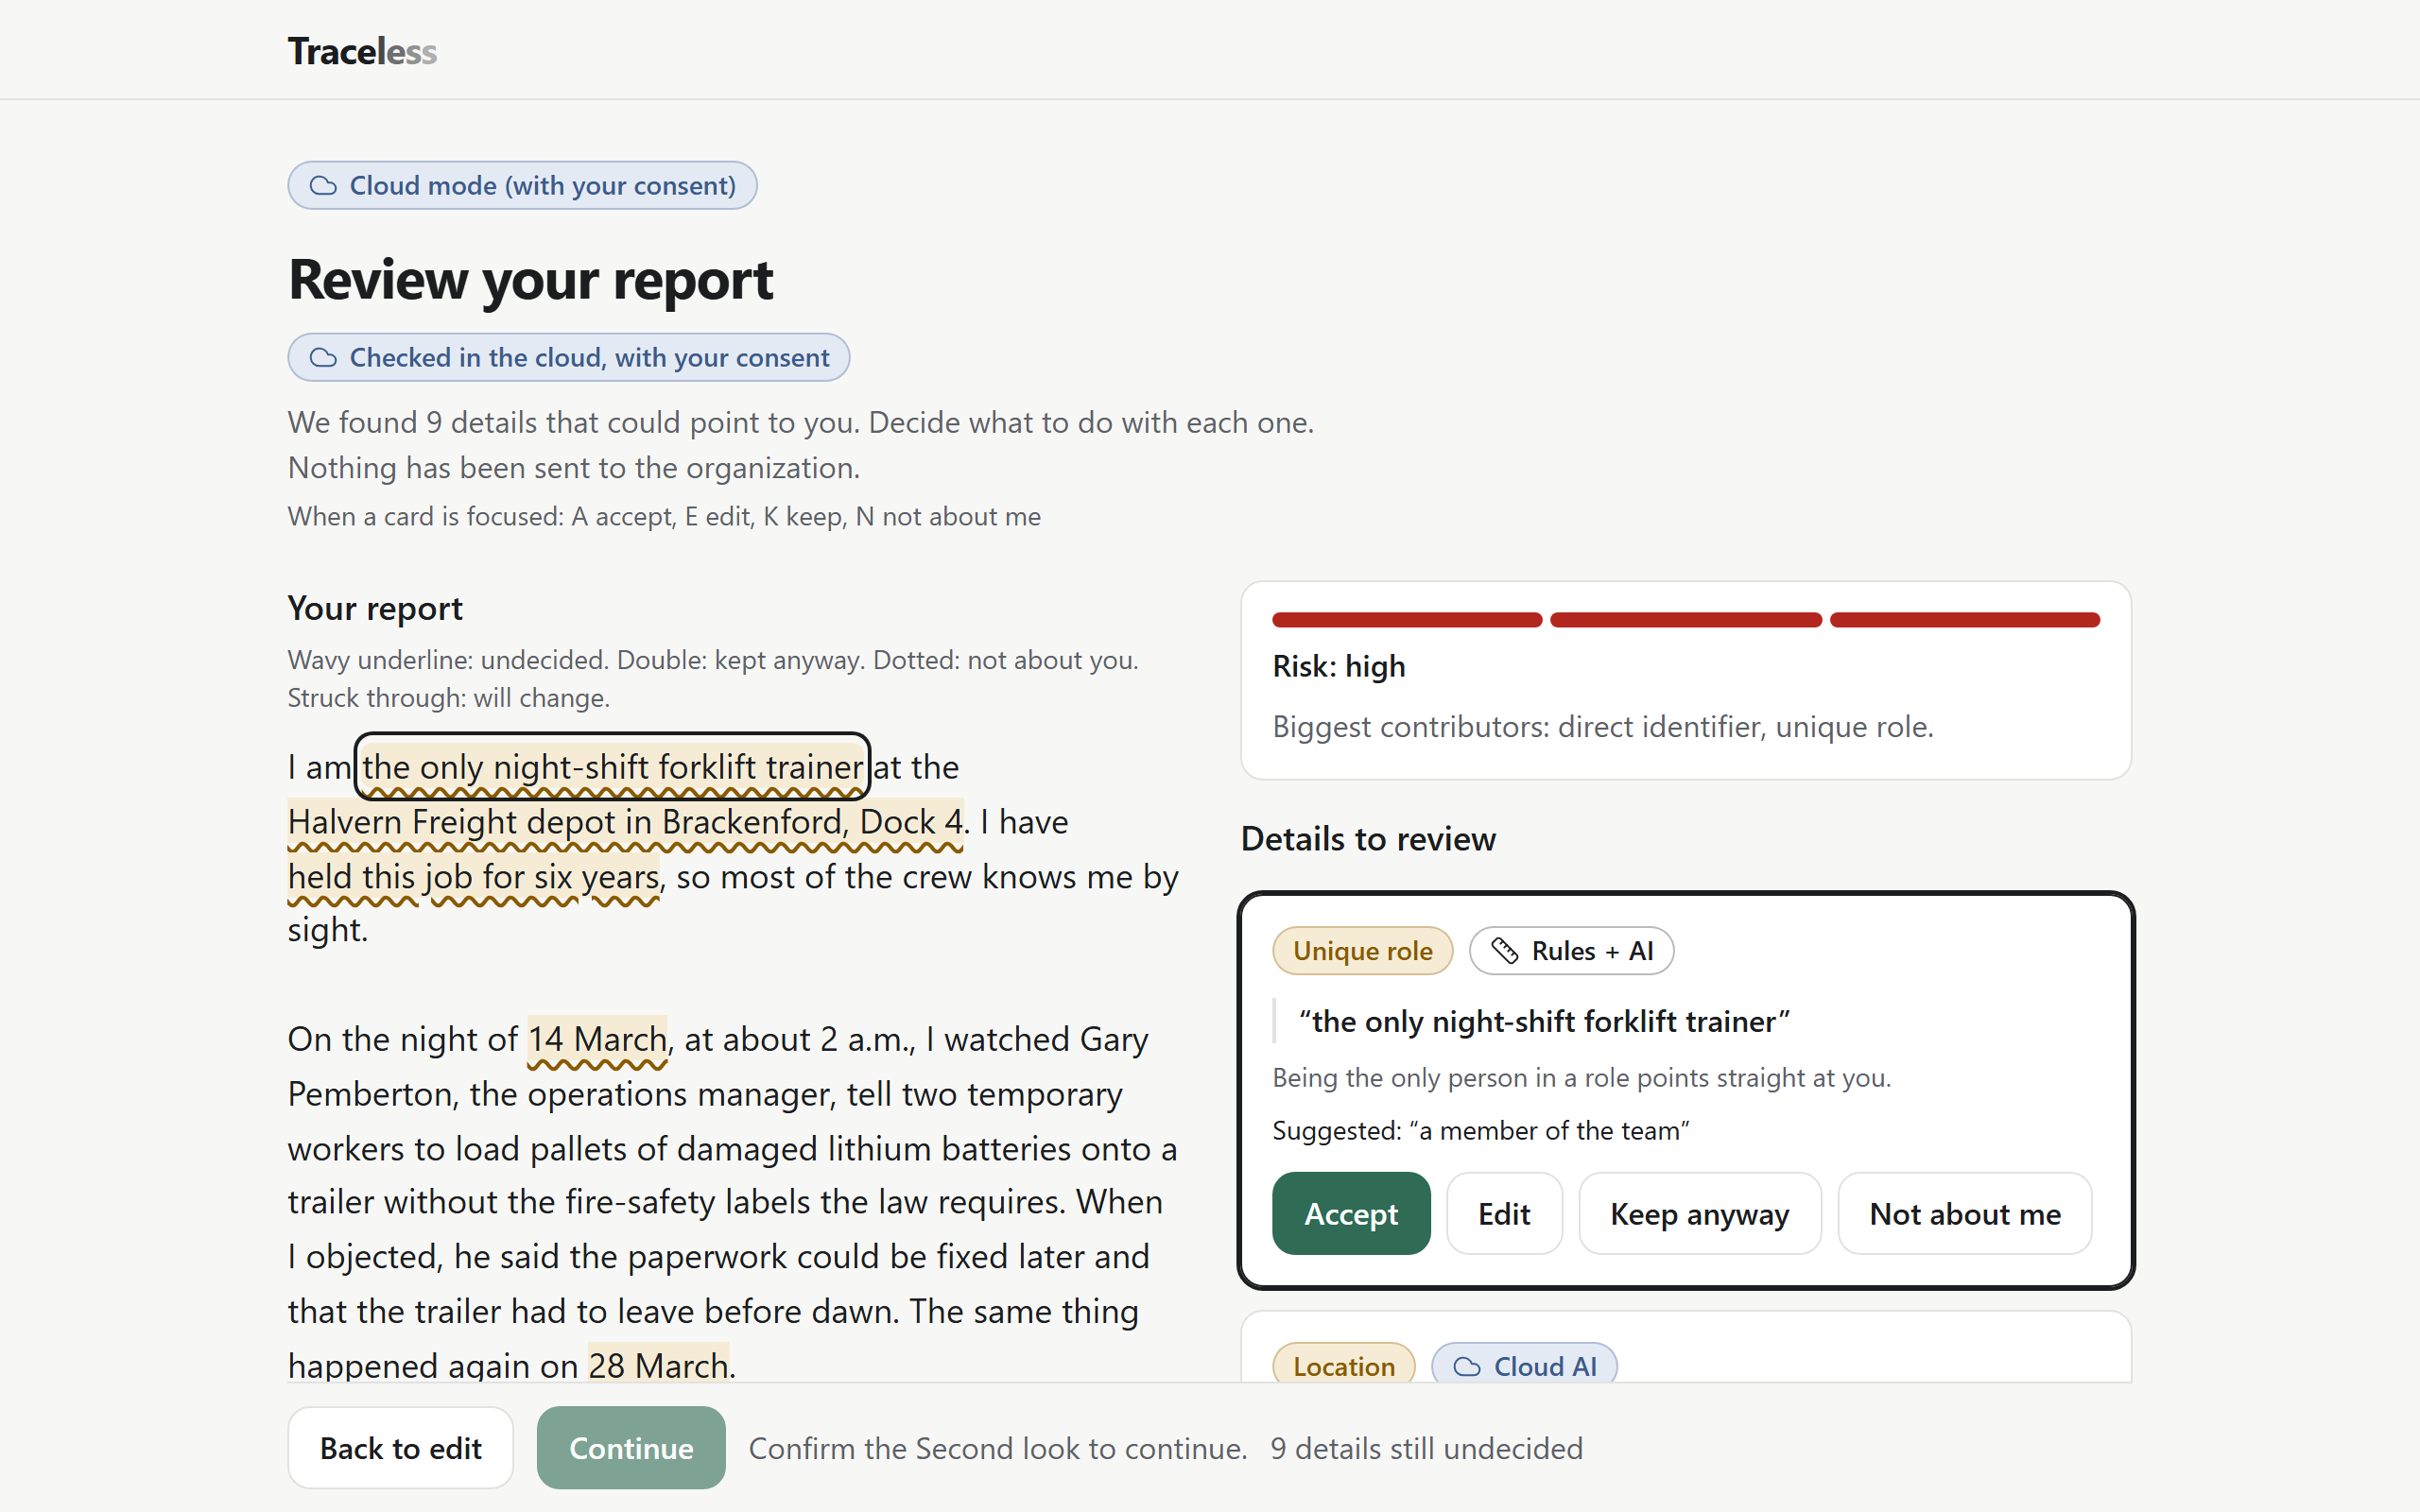 Traceless
Cloud mode (with your consent)
Review your report
Checked in the cloud, with your consent
We found 9 details that could point to you. Decide what to do with each one.
Nothing has been sent to the organization.
When a card is focused: A accept, E edit, K keep, N not about me
Your report
Wavy underline: undecided. Double: kept anyway. Dotted: not about you.
Struck through: will change.
I am the only night-shift forklift trainer at the
Halvern Freight depot in Brackenford, Dock 4. I have
held this job for six years, so most of the crew knows me by
sight.
On the night of 14 March, at about 2 a.m., I watched Gary
Pemberton, the operations manager, tell two temporary
workers to load pallets of damaged lithium batteries onto a
trailer without the fire-safety labels the law requires. When
I objected, he said the paperwork could be fixed later and
that the trailer had to leave before dawn. The same thing
happened again on 28 March.
Risk: high
Biggest contributors: direct identifier, unique role.
Details to review
Unique role
Rules + AI
“the only night-shift forklift trainer”
Being the only person in a role points straight at you.
Suggested: “a member of the team”
Accept
Edit
Keep anyway
Not about me
Location
Cloud AI
Back to edit
Continue
Confirm the Second look to continue.
9 details still undecided